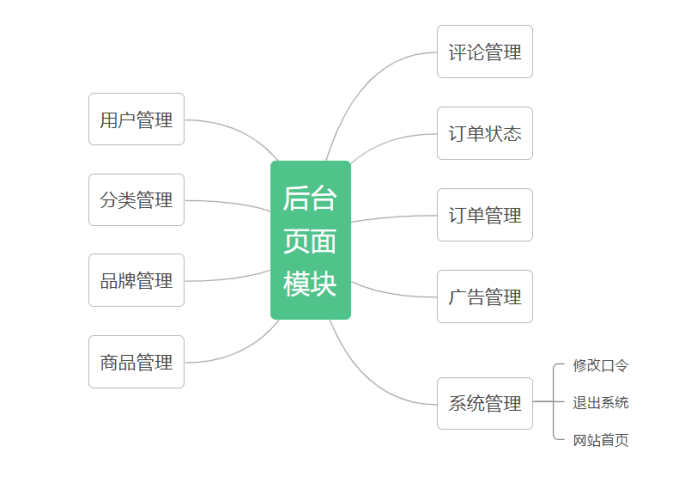 用户管理
分类管理
品牌管理
商品管理
后台
页面
模块
评论管理
订单状态
订单管理
广告管理
系统管理
修改口令
退出系统
网站首页